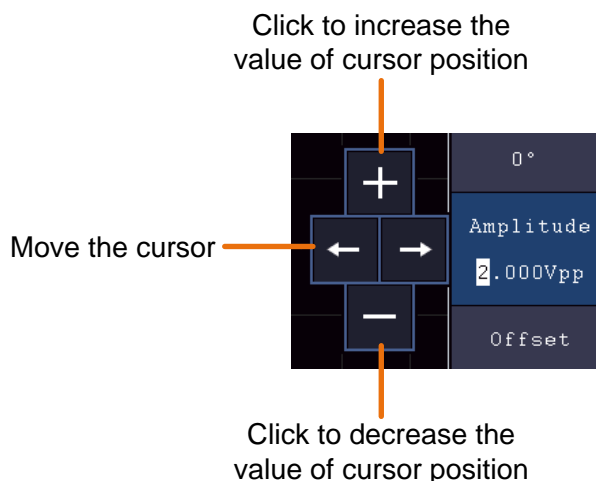 Click to increase the
value of cursor position
0°
Amplitude
Move the cursor
2.000Vpp
Offset
Click to decrease the
value of cursor position